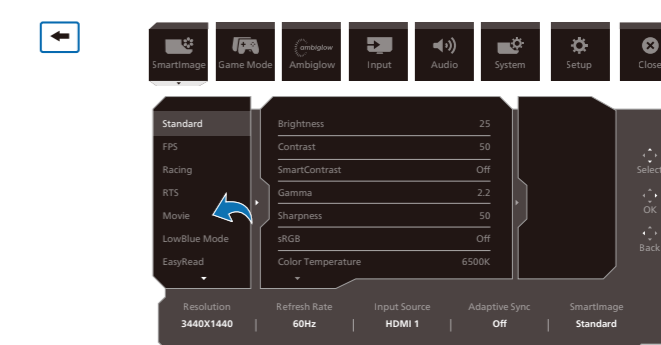 SmartImage Game Mode ambiglow Ambiglow Input Audio System Setup Close
Standard Brightness 25
FPS Contrast 50
Racing SmartContrast Off Select
RTS Gamma 2.2
Movie Sharpness 50 OK
LowBlue Mode sRGB Off Back
EasyRead Color Temperature 6500K
Resolution Refresh Rate Input Source Adaptive Sync SmartImage
3440X1440 | 60Hz | HDMI 1 | Off | Standard